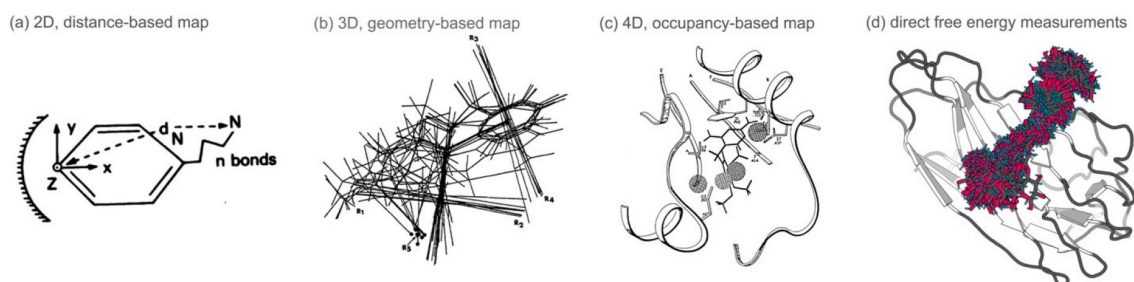 (a) 2D, distance-based map
(b) 3D, geometry-based map
(c) 4D, occupancy-based map
(d) direct free energy measurements
y
d
N
N
Z
x
n bonds
R₃
R₄
R₁
R₂
R₅